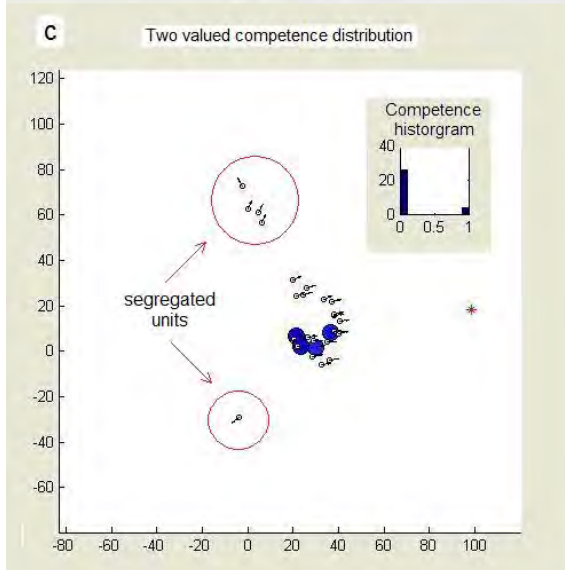 C
Two valued competence distribution
120
100
80
60
40
20
0
-20
-40
-60
-80 -60 -40 -20 0 20 40 60 80 100
Competence
historgram
40
20
0
0 0.5 1
segregated
units